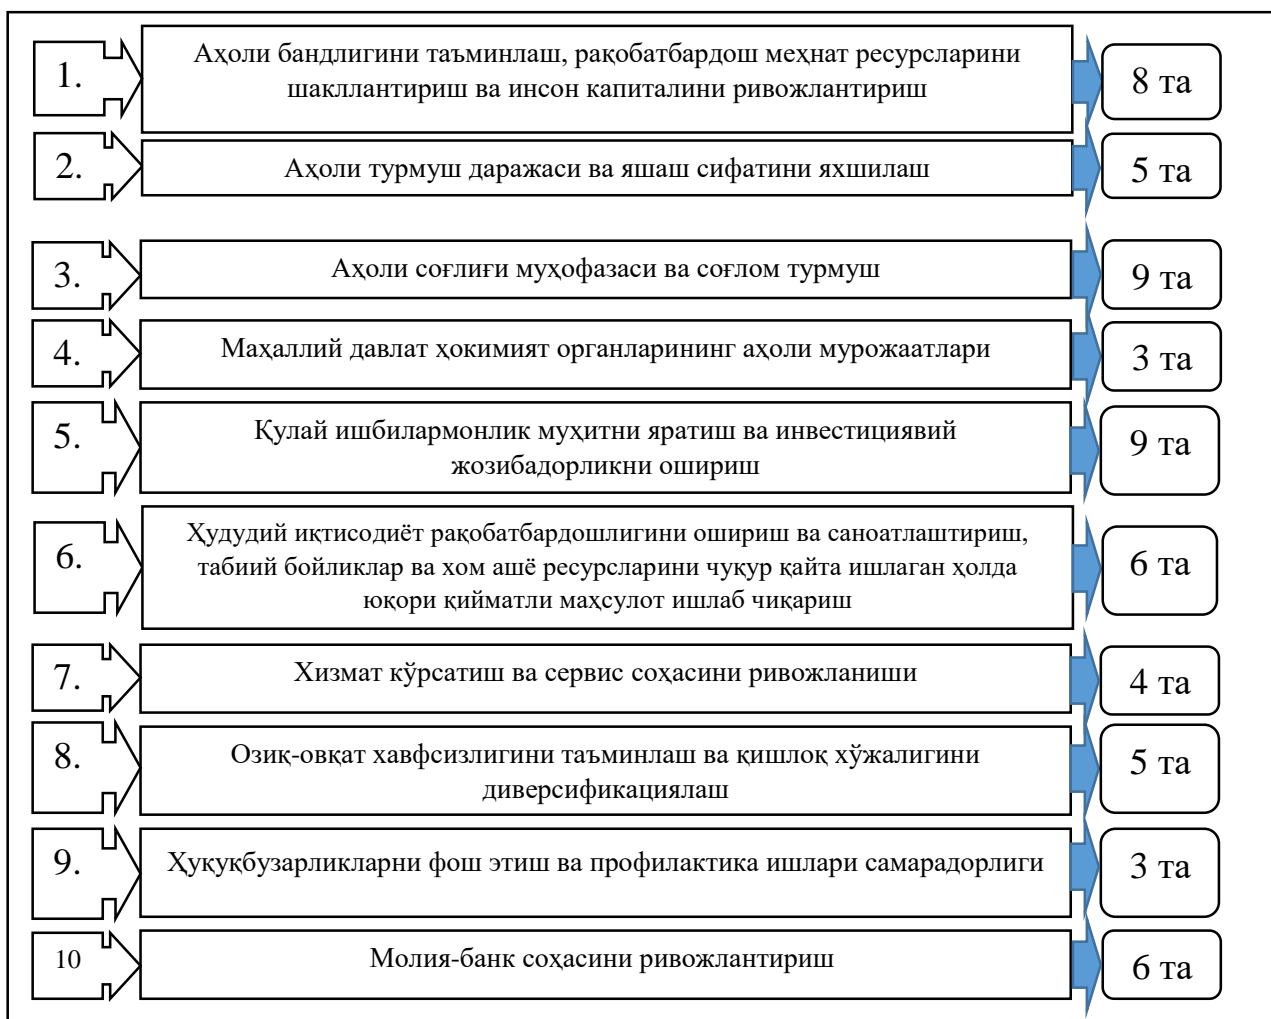 1.
Аҳоли бандлигини таъминлаш, рақобатбардош меҳнат ресурсларини
шакллантириш ва инсон капиталини ривожлантириш
8 та
2.
Аҳоли турмуш даражаси ва яшаш сифатини яхшилаш
5 та
3.
Аҳоли соғлиғи муҳофазаси ва соғлом турмуш
9 та
4.
Маҳаллий давлат ҳокимият органларининг аҳоли мурожаатлари
3 та
5.
Қулай ишбилармонлик муҳитни яратиш ва инвестициявий
жозибадорликни ошириш
9 та
6.
Ҳудудий иқтисодиёт рақобатбардошлигини ошириш ва саноатлаштириш,
табиий бойликлар ва хом ашё ресурсларини чуқур қайта ишлаган ҳолда
юқори қийматли маҳсулот ишлаб чиқариш
6 та
7.
Хизмат кўрсатиш ва сервис соҳасини ривожланиши
4 та
8.
Озиқ-овқат хавфсизлигини таъминлаш ва қишлоқ хўжалигини
диверсификациялаш
5 та
9.
Ҳуқуқбузарликларни фош этиш ва профилактика ишлари самарадорлиги
3 та
10
Молия-банк соҳасини ривожлантириш
6 та